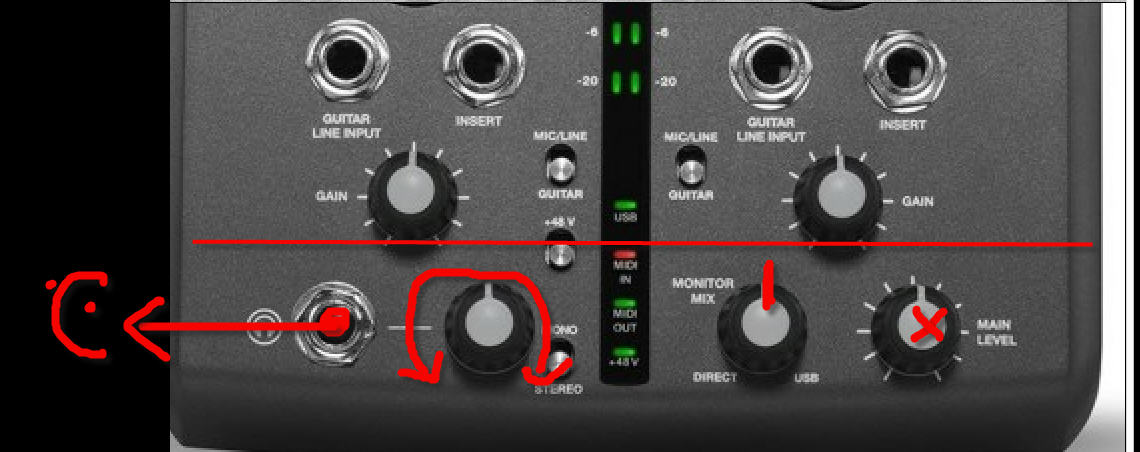 -6 -6
-20 -20
GUITAR
LINE INPUT
INSERT
GUITAR
LINE INPUT
INSERT
MIC/LINE
GUITAR
MIC/LINE
GUITAR
GAIN
+48 V
USB
GAIN
MIDI
IN
MIDI
OUT
+48V
MONO
STEREO
MONITOR
MIX
DIRECT USB
MAIN
LEVEL